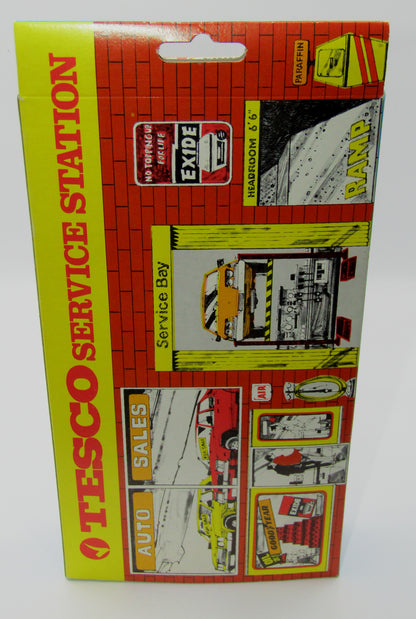 TESCO SERVICE STATION
AUTO SALES
Service Bay
NO TOPPING UP
FOR LIFE
EXIDE
HEADROOM 6'6"
RAMP
PARAFFIN
AIR
GOOD YEAR